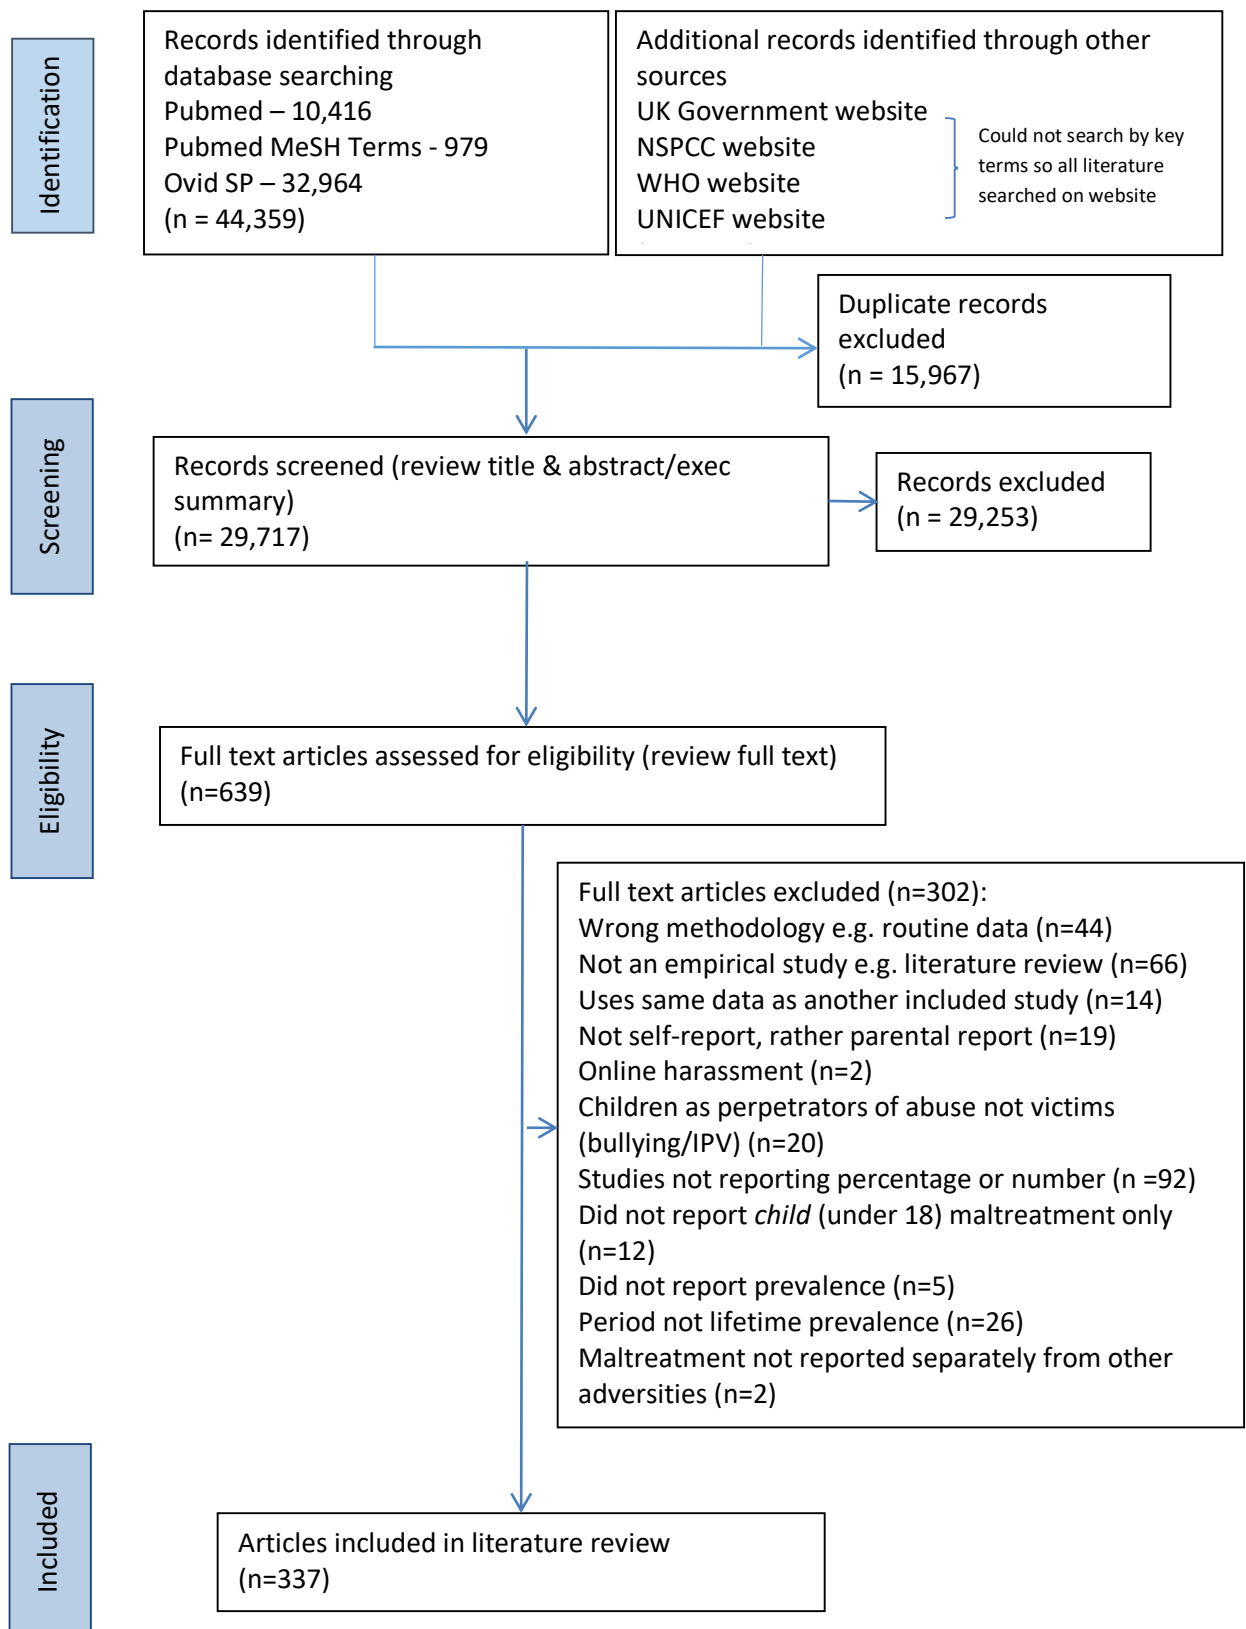 Identification
Records identified through
database searching
Pubmed – 10,416
Pubmed MeSH Terms - 979
Ovid SP – 32,964
(n = 44,359)
Additional records identified through other
sources
UK Government website
NSPCC website
WHO website
UNICEF website
Could not search by key
terms so all literature
searched on website
Duplicate records
excluded
(n = 15,967)
Screening
Records screened (review title & abstract/exec
summary)
(n= 29,717)
Records excluded
(n = 29,253)
Eligibility
Full text articles assessed for eligibility (review full text)
(n=639)
Full text articles excluded (n=302):
Wrong methodology e.g. routine data (n=44)
Not an empirical study e.g. literature review (n=66)
Uses same data as another included study (n=14)
Not self-report, rather parental report (n=19)
Online harassment (n=2)
Children as perpetrators of abuse not victims
(bullying/IPV) (n=20)
Studies not reporting percentage or number (n =92)
Did not report child (under 18) maltreatment only
(n=12)
Did not report prevalence (n=5)
Period not lifetime prevalence (n=26)
Maltreatment not reported separately from other
adversities (n=2)
Included
Articles included in literature review
(n=337)